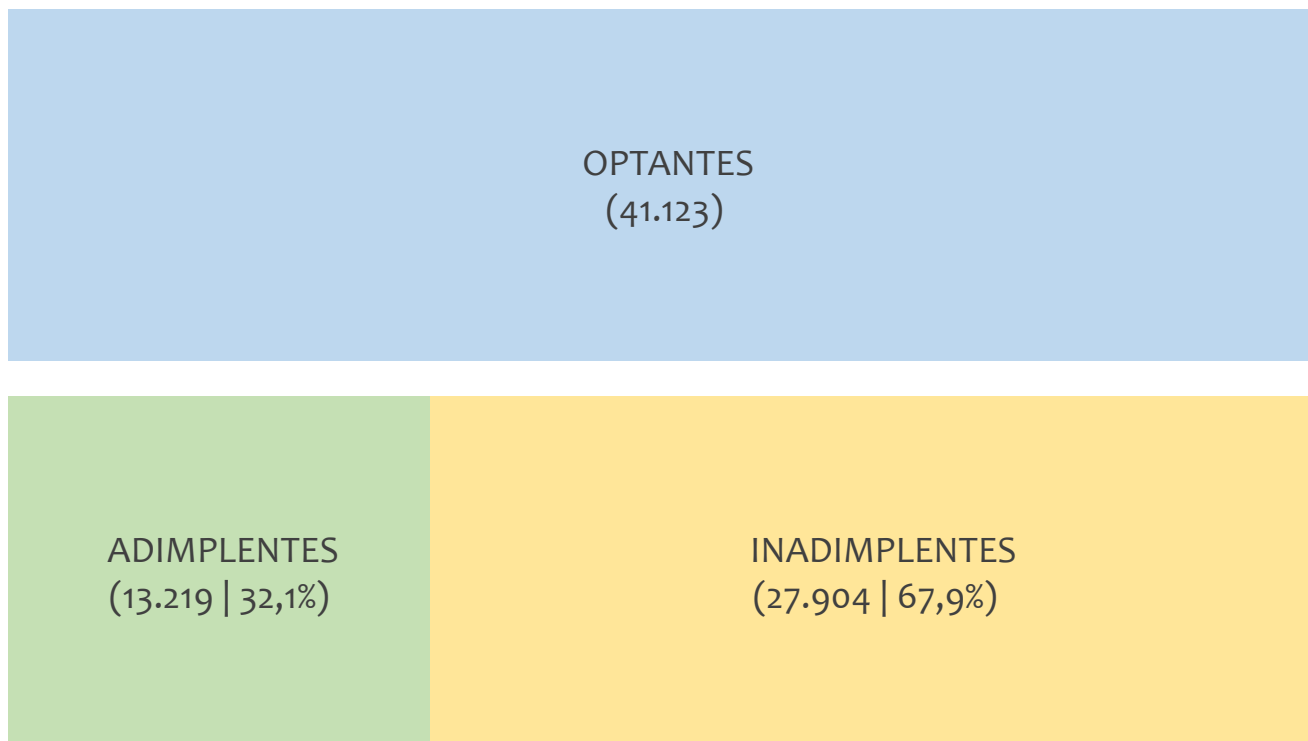 OPTANTES
(41.123)
ADIMPLENTES
(13.219 | 32,1%)
INADIMPLENTES
(27.904 | 67,9%)